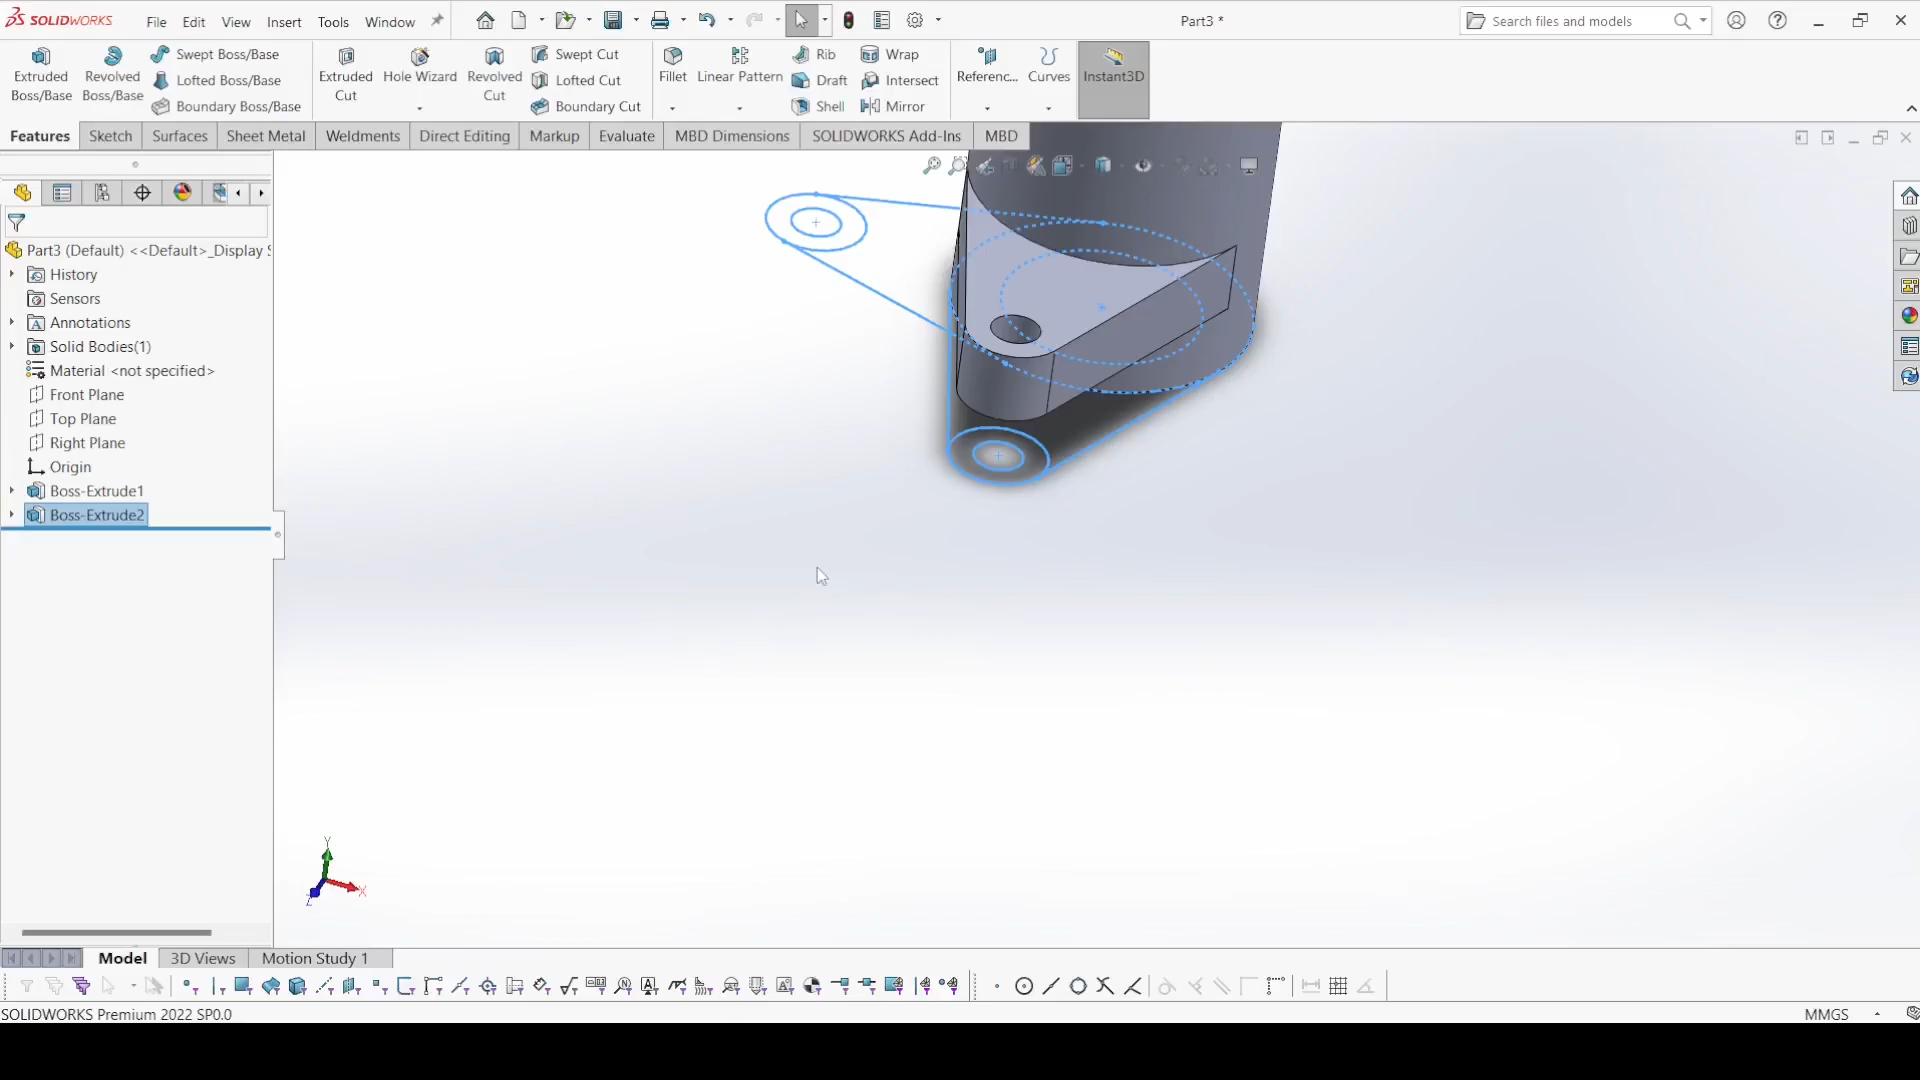 SOLIDWORKS File Edit View Insert Tools Window Part3 * Search files and models
Extruded Boss/Base
Revolved Boss/Base
Swept Boss/Base
Lofted Boss/Base
Boundary Boss/Base
Extruded Cut
Hole Wizard
Revolved Cut
Swept Cut
Lofted Cut
Boundary Cut
Fillet
Linear Pattern
Rib
Draft
Shell
Wrap
Intersect
Mirror
Referenc...
Curves
Instant3D
Features Sketch Surfaces Sheet Metal Weldments Direct Editing Markup Evaluate MBD Dimensions SOLIDWORKS Add-Ins MBD
Part3 (Default) <<Default>_Display S
History
Sensors
Annotations
Solid Bodies(1)
Material <not specified>
Front Plane
Top Plane
Right Plane
Origin
Boss-Extrude1
Boss-Extrude2
Y
X
Z
Model 3D Views Motion Study 1
SOLIDWORKS Premium 2022 SP0.0 MMGS